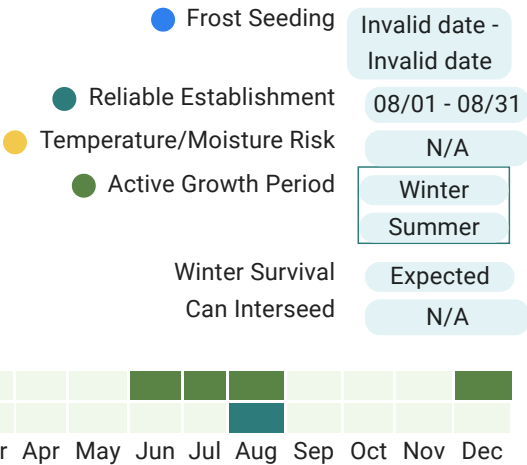 Frost Seeding
Invalid date -
Invalid date
Reliable Establishment
08/01 - 08/31
Temperature/Moisture Risk
N/A
Active Growth Period
Winter
Summer
Winter Survival
Expected
Can Interseed
N/A
r Apr May Jun Jul Aug Sep Oct Nov Dec